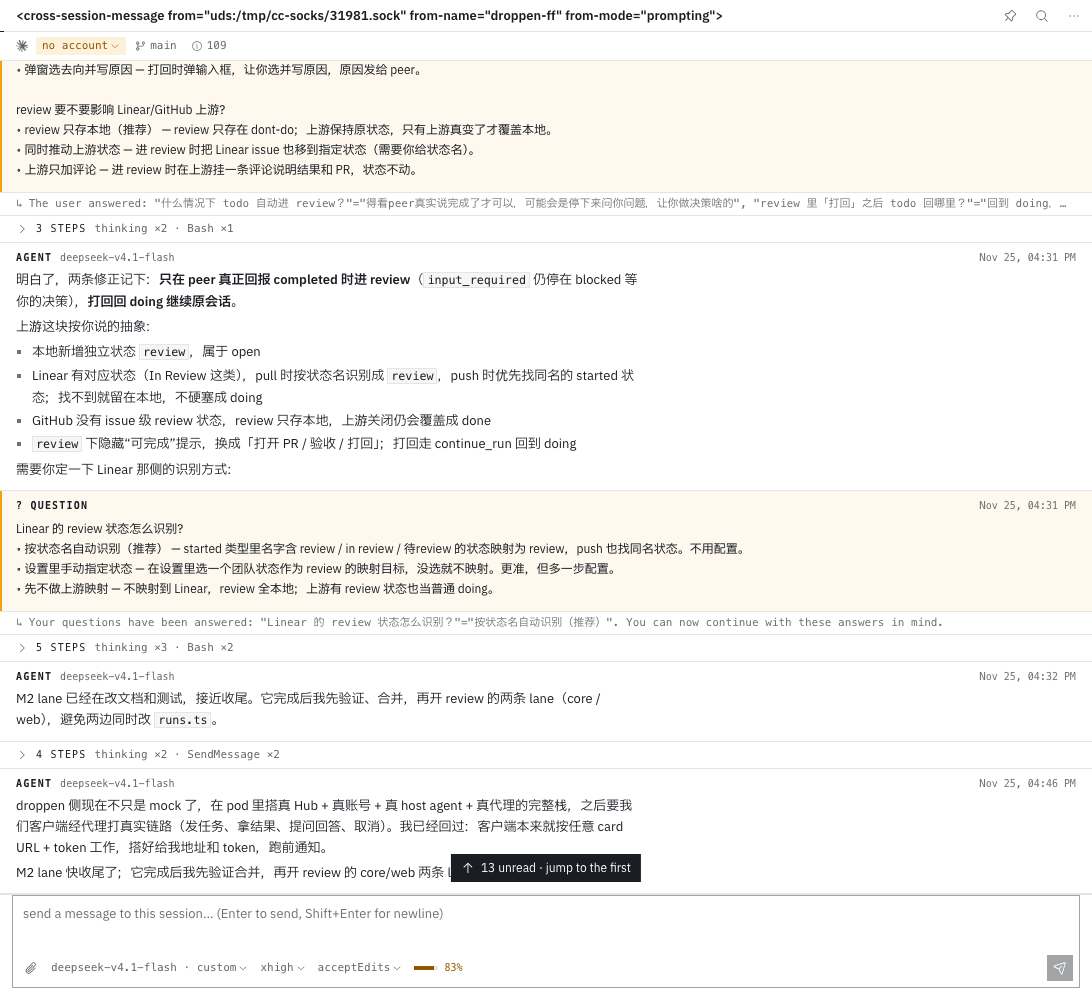 <cross-session-message from="uds:/tmp/cc-socks/31981.sock" from-name="droppen-ff" from-mode="prompting">
no account main 109
• 弹窗选去向并写原因 — 打回时弹输入框，让你选并写原因，原因发给 peer。
review 要不要影响 Linear/GitHub 上游?
• review 只存本地（推荐） — review 只存在 dont-do；上游保持原状态，只有上游真变了才覆盖本地。
• 同时推动上游状态 — 进 review 时把 Linear issue 也移到指定状态（需要你给状态名）。
• 上游只加评论 — 进 review 时在上游挂一条评论说明结果和 PR，状态不动。
↳ The user answered: "什么情况下 todo 自动进 review？"="得看peer真实说完成了才可以，可能会是停下来问你问题，让你做决策啥的", "review 里「打回」之后 todo 回哪里？"="回到 doing，…
3 STEPS thinking ×2 · Bash ×1
AGENT deepseek-v4.1-flash Nov 25, 04:31 PM
明白了，两条修正记下：只在 peer 真正回报 completed 时进 review（input_required 仍停在 blocked 等
你的决策），打回回 doing 继续原会话。
上游这块按你说的抽象：
▪ 本地新增独立状态 review，属于 open
▪ Linear 有对应状态（In Review 这类），pull 时按状态名识别成 review，push 时优先找同名的 started 状
态；找不到就留在本地，不硬塞成 doing
▪ GitHub 没有 issue 级 review 状态，review 只存本地，上游关闭仍会覆盖成 done
▪ review 下隐藏“可完成”提示，换成「打开 PR / 验收 / 打回」；打回走 continue_run 回到 doing
需要你定一下 Linear 那侧的识别方式：
? QUESTION Nov 25, 04:31 PM
Linear 的 review 状态怎么识别?
• 按状态名自动识别（推荐） — started 类型里名字含 review / in review / 待review 的状态映射为 review，push 也找同名状态。不用配置。
• 设置里手动指定状态 — 在设置里选一个团队状态作为 review 的映射目标，没选就不映射。更准，但多一步配置。
• 先不做上游映射 — 不映射到 Linear，review 全本地；上游有 review 状态也当普通 doing。
↳ Your questions have been answered: "Linear 的 review 状态怎么识别？"="按状态名自动识别（推荐）". You can now continue with these answers in mind.
5 STEPS thinking ×3 · Bash ×2
AGENT deepseek-v4.1-flash Nov 25, 04:32 PM
M2 lane 已经在改文档和测试，接近收尾。它完成后我先验证、合并，再开 review 的两条 lane（core /
web），避免两边同时改 runs.ts。
4 STEPS thinking ×2 · SendMessage ×2
AGENT deepseek-v4.1-flash Nov 25, 04:46 PM
droppen 侧现在不只是 mock 了，在 pod 里搭真 Hub + 真账号 + 真 host agent + 真代理的完整栈，之后要我
们客户端经代理打真实链路（发任务、拿结果、提问回答、取消）。我已经回过：客户端本来就按任意 card
URL + token 工作，搭好给我地址和 token，跑前通知。
M2 lane 快收尾了；它完成后我先验证合并，再开 review 的 core/web 两条
↑ 13 unread · jump to the first
send a message to this session... (Enter to send, Shift+Enter for newline)
deepseek-v4.1-flash · custom xhigh acceptEdits 83%